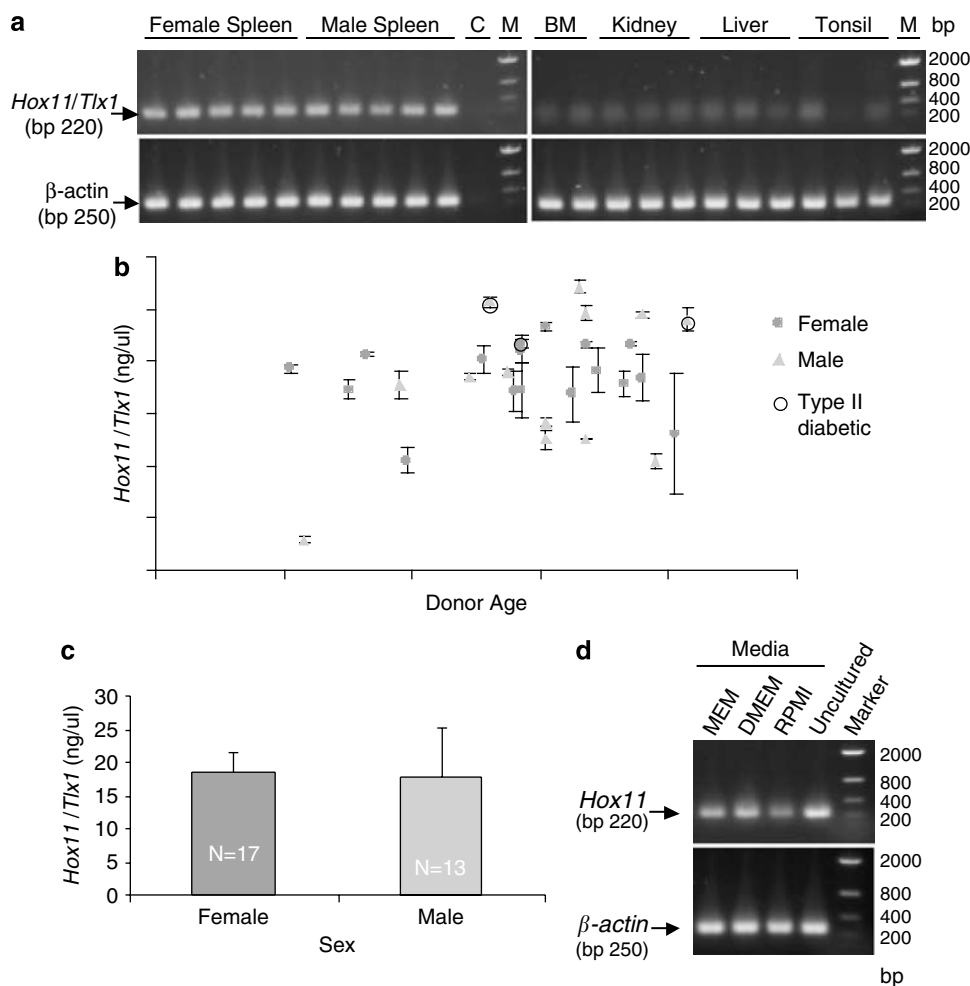 a
Female Spleen Male Spleen C M BM Kidney Liver Tonsil M bp
Hox11/Tlx1
(bp 220)
2000
800
400
200
β-actin
(bp 250)
2000
800
400
200
b
Hox11/Tlx1 (ng/ul)
Donor Age
Female
Male
Type II
diabetic
c
Hox11/Tlx1 (ng/ul)
30
25
20
15
10
5
0
N=17
N=13
Female Male
Sex
d
Media
MEM DMEM RPMI Uncultured Marker
Hox11
(bp 220)
2000
800
400
200
β-actin
(bp 250)
2000
800
400
200
bp